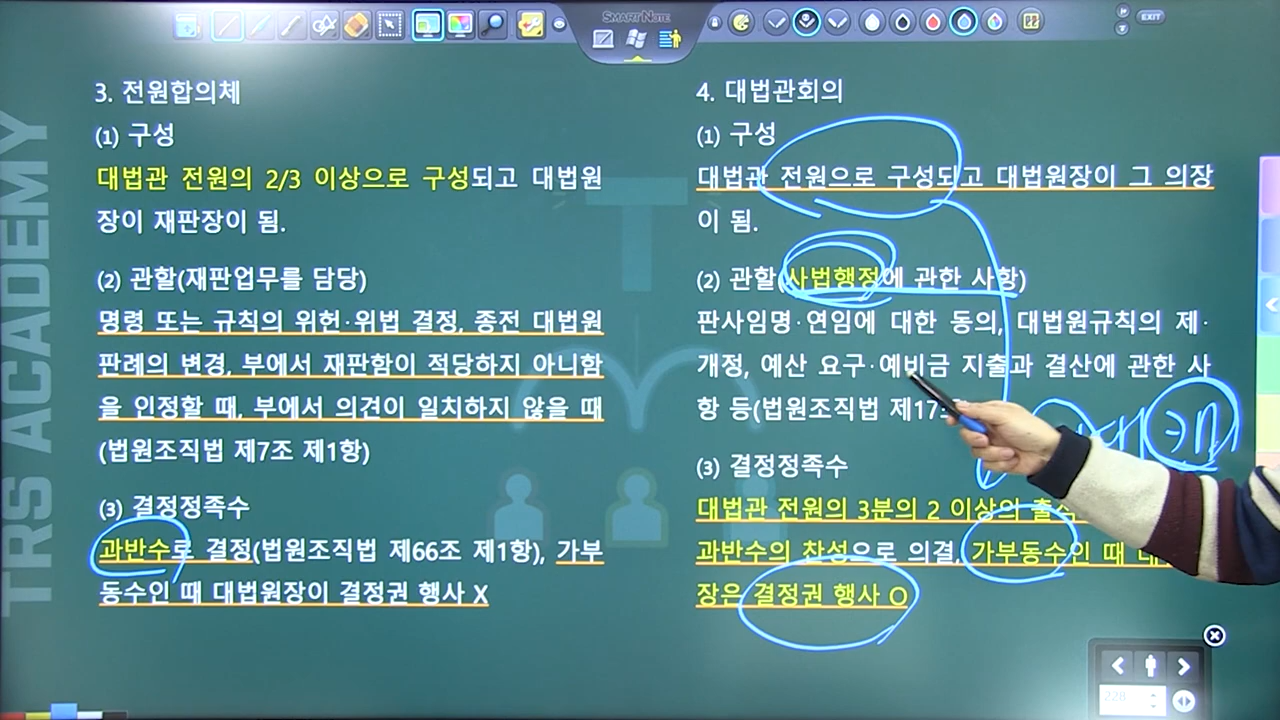 SMART NOTE
EXIT
TRS ACADEMY
3. 전원합의체
(1) 구성
대법관 전원의 2/3 이상으로 구성되고 대법원
장이 재판장이 됨.
(2) 관할(재판업무를 담당)
명령 또는 규칙의 위헌·위법 결정, 종전 대법원
판례의 변경, 부에서 재판함이 적당하지 아니함
을 인정할 때, 부에서 의견이 일치하지 않을 때
(법원조직법 제7조 제1항)
(3) 결정정족수
과반수로 결정(법원조직법 제66조 제1항), 가부
동수인 때 대법원장이 결정권 행사 X
4. 대법관회의
(1) 구성
대법관 전원으로 구성되고 대법원장이 그 의장
이 됨.
(2) 관할(사법행정에 관한 사항)
판사임명·연임에 대한 동의, 대법원규칙의 제·
개정, 예산 요구·예비금 지출과 결산에 관한 사
항 등(법원조직법 제17조
(3) 결정정족수
대법관 전원의 3분의 2 이상의 출석
과반수의 찬성으로 의결, 가부동수인 때
장은 결정권 행사 O
228